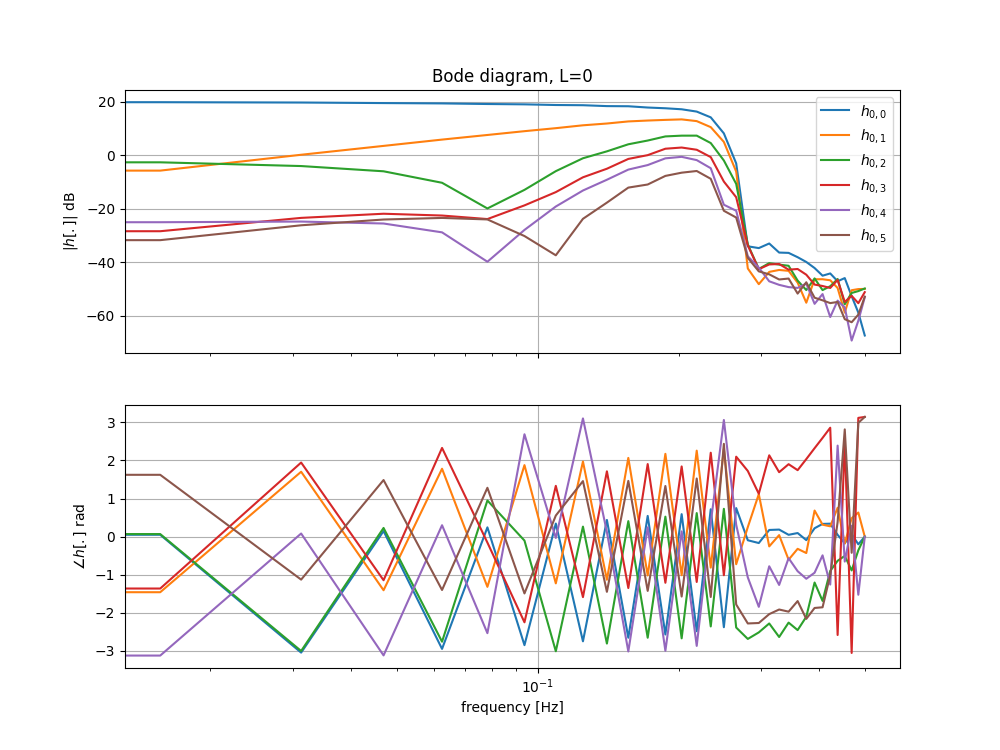 Bode diagram, L=0
|h[.]| dB
20
0
−20
−40
−60
h0,0
h0,1
h0,2
h0,3
h0,4
h0,5
∠h[.] rad
3
2
1
0
−1
−2
−3
10⁻¹
frequency [Hz]